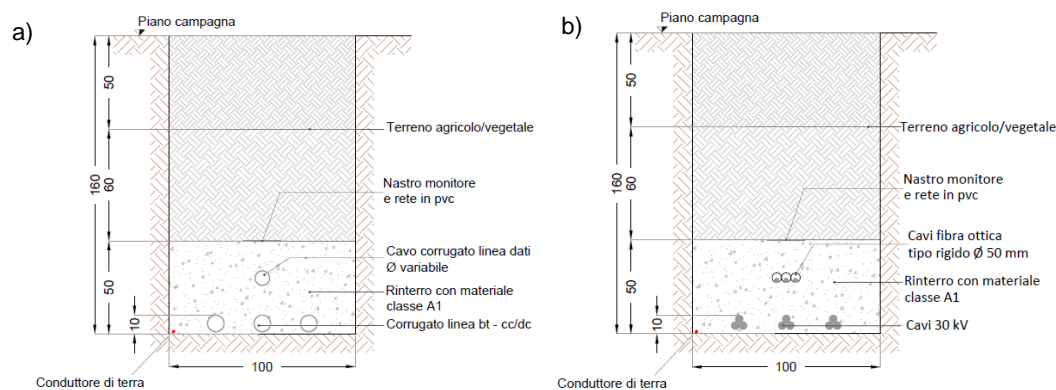 a)
Piano campagna
50
60
160
50
10
Terreno agricolo/vegetale
Nastro monitore
e rete in pvc
Cavo corrugato linea dati
Ø variabile
Rinterro con materiale
classe A1
Corrugato linea bt - cc/dc
Conduttore di terra
100
b)
Piano campagna
50
60
160
50
10
Terreno agricolo/vegetale
Nastro monitore
e rete in pvc
Cavi fibra ottica
tipo rigido Ø 50 mm
Rinterro con materiale
classe A1
Cavi 30 kV
Conduttore di terra
100